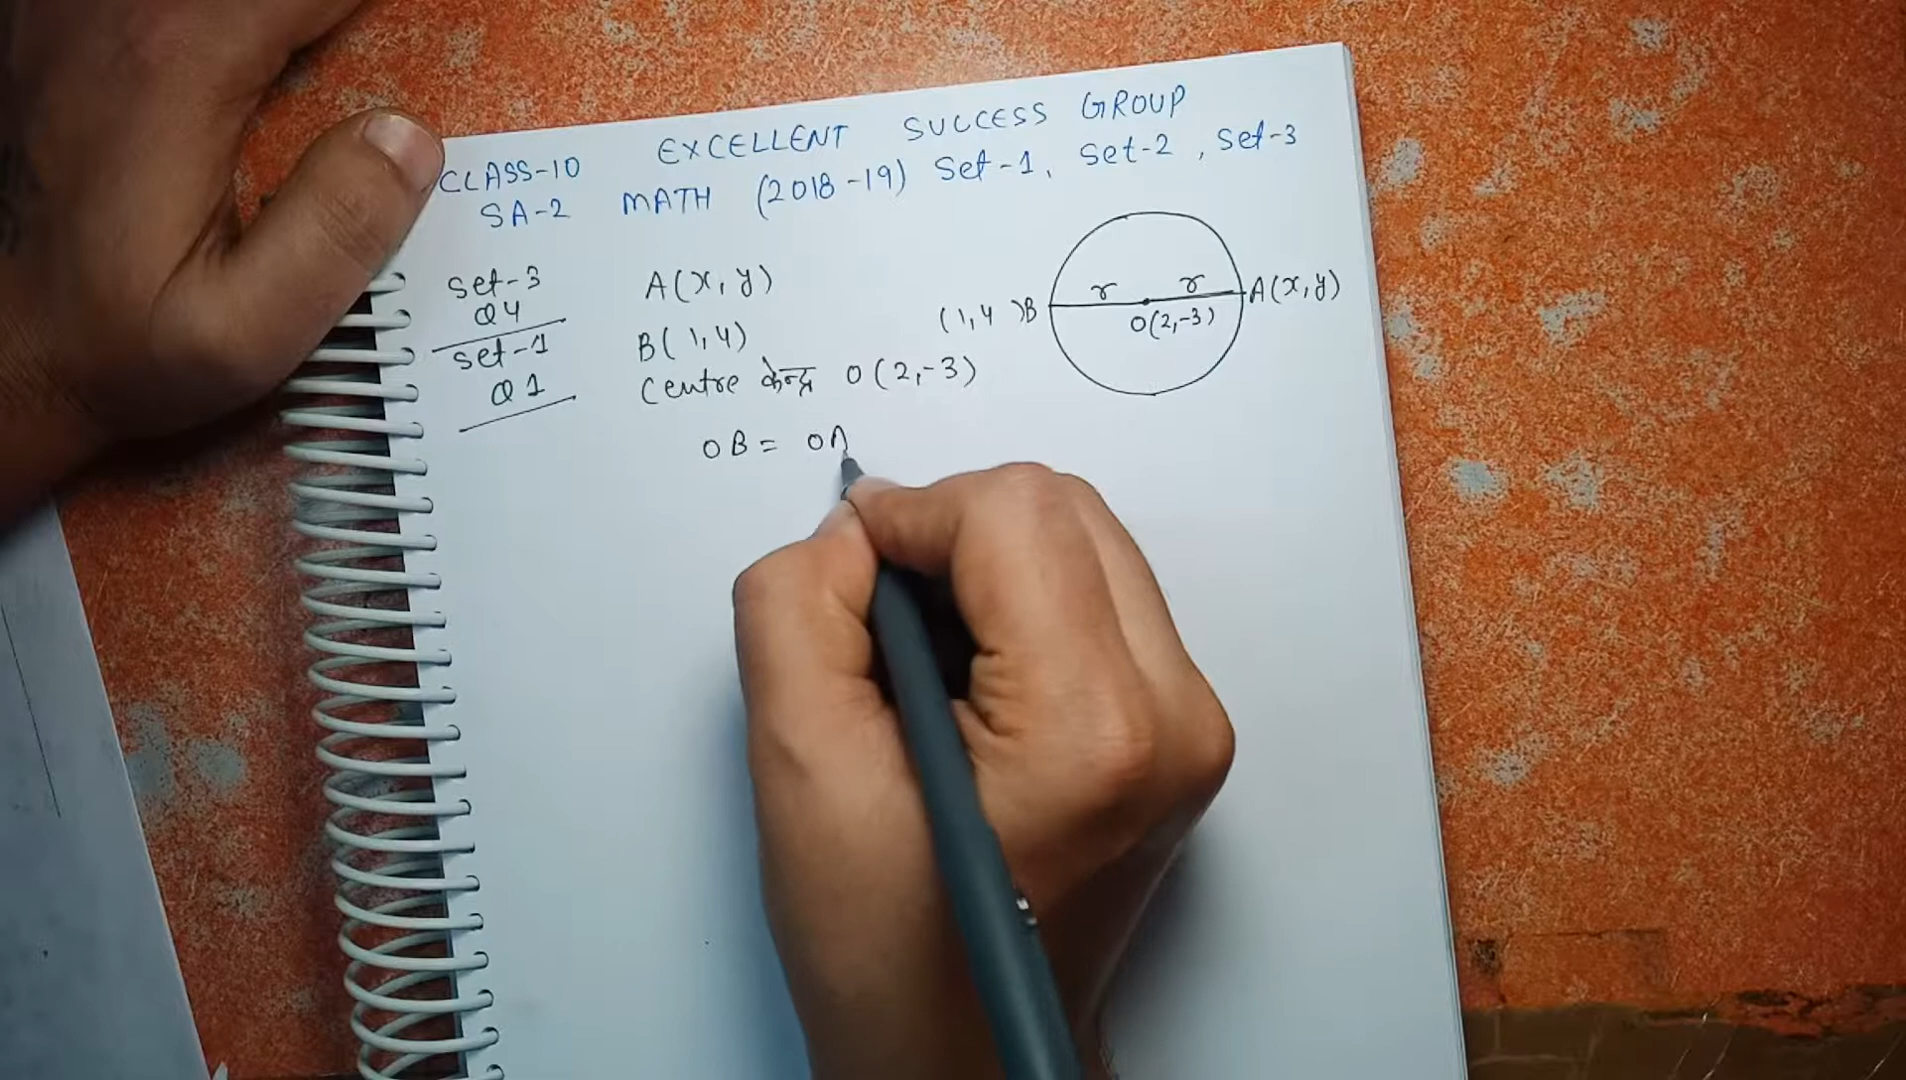 EXCELLENT SUCCESS GROUP
CLASS-10
SA-2 MATH (2018-19) Set-1, Set-2, Set-3
Set-3
Q4
Set-1
Q1
A(x, y)
B(1,4)
Centre केन्द्र O(2,-3)
OB = OA
r r
(1,4)B
A(x,y)
O(2,-3)